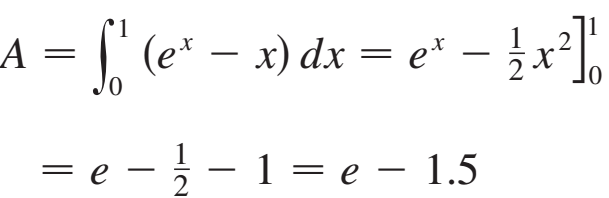 A = ∫₀¹ (eˣ − x) dx = eˣ − ½x²]₀¹
= e − ½ − 1 = e − 1.5